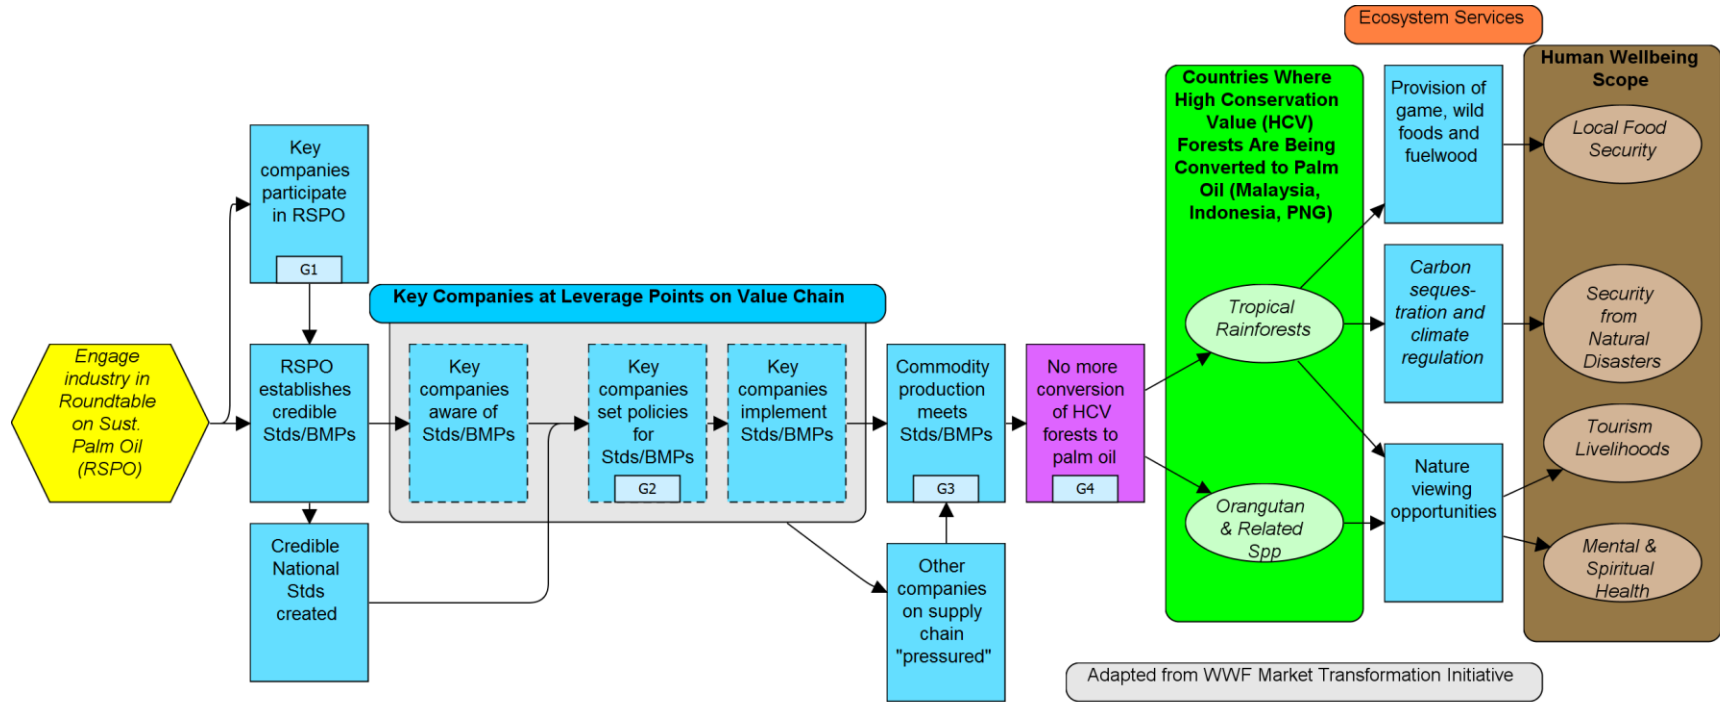 Ecosystem Services
Human Wellbeing
Scope
Countries Where
High Conservation
Value (HCV)
Forests Are Being
Converted to Palm
Oil (Malaysia,
Indonesia, PNG)
Provision of
game, wild
foods and
fuelwood
Local Food
Security
Key
companies
participate
in RSPO
G1
Key Companies at Leverage Points on Value Chain
Carbon
seques-
tration and
climate
regulation
Security
from
Natural
Disasters
Tropical
Rainforests
Engage
industry in
Roundtable
on Sust.
Palm Oil
(RSPO)
RSPO
establishes
credible
Stds/BMPs
Key
companies
aware of
Stds/BMPs
Key
companies
set policies
for
Stds/BMPs
G2
Key
companies
implement
Stds/BMPs
Commodity
production
meets
Stds/BMPs
G3
No more
conversion
of HCV
forests to
palm oil
G4
Tourism
Livelihoods
Nature
viewing
opportunities
Orangutan
& Related
Spp
Mental &
Spiritual
Health
Credible
National
Stds
created
Other
companies
on supply
chain
"pressured"
Adapted from WWF Market Transformation Initiative